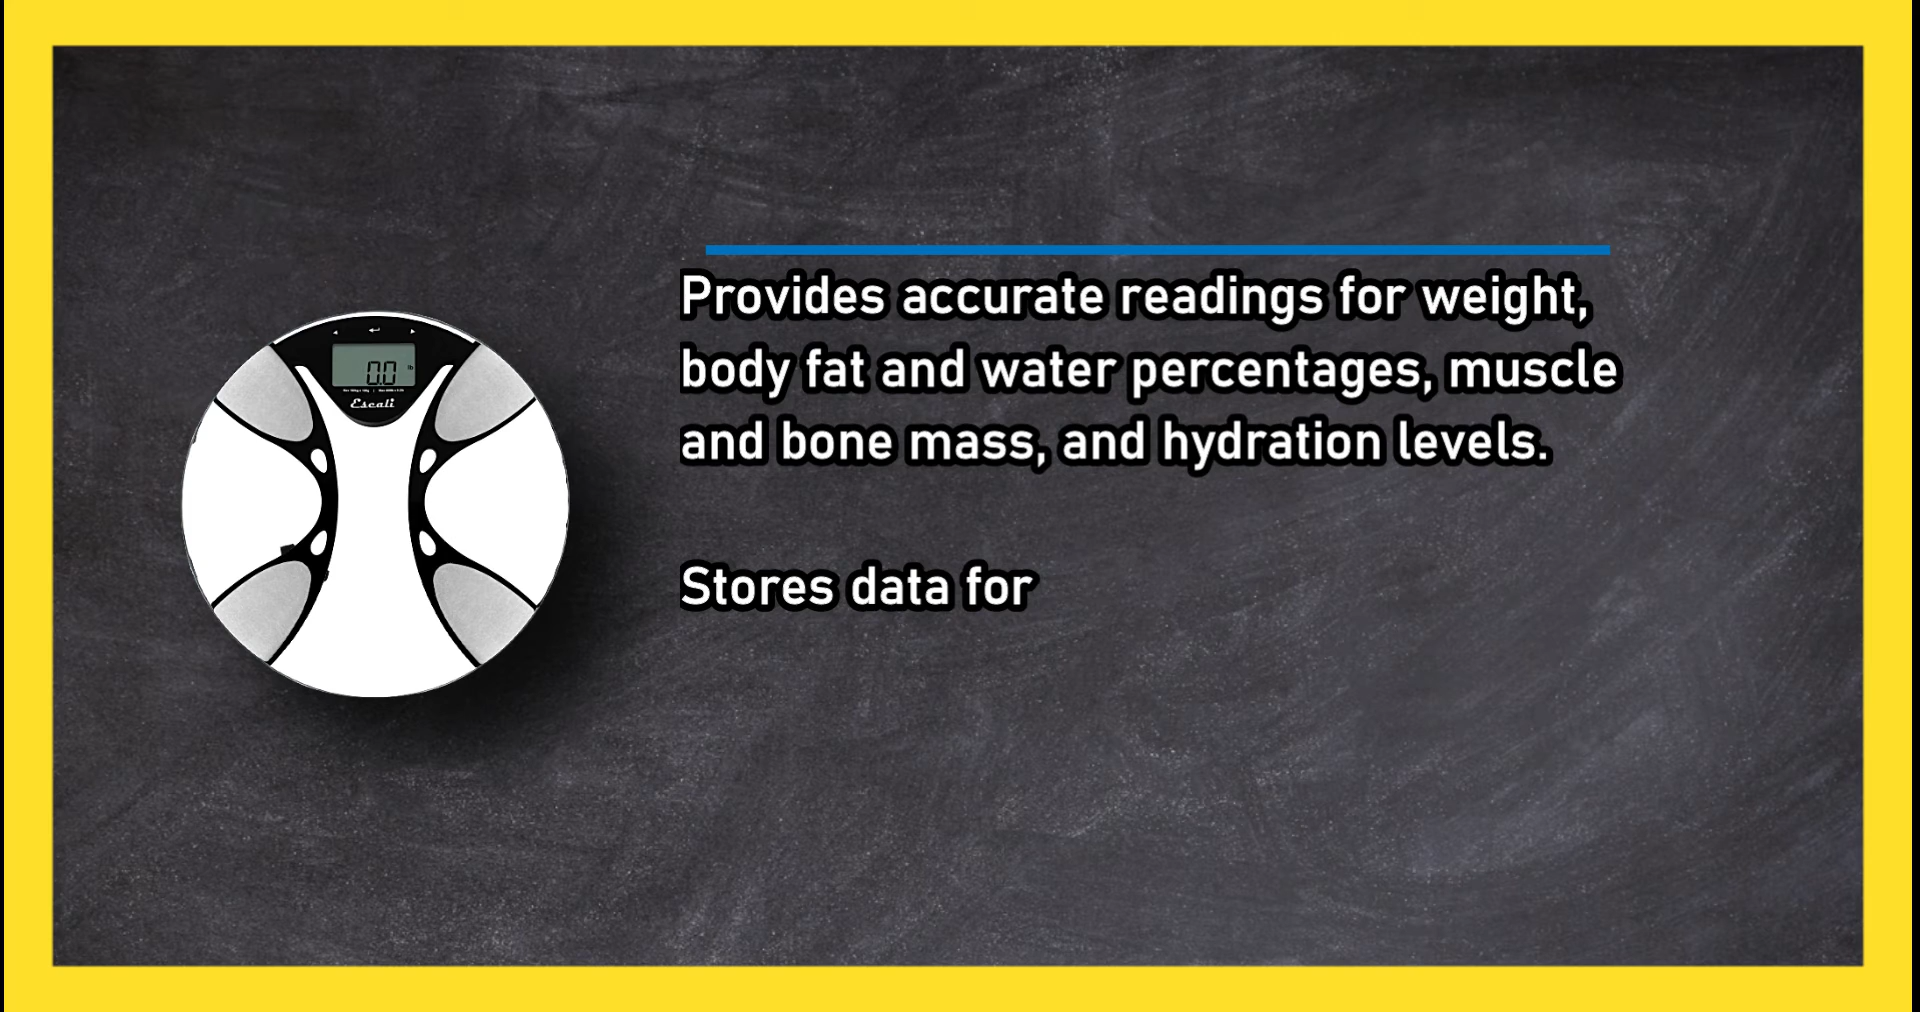 0.0 lb
Escali
Provides accurate readings for weight,
body fat and water percentages, muscle
and bone mass, and hydration levels.
Stores data for